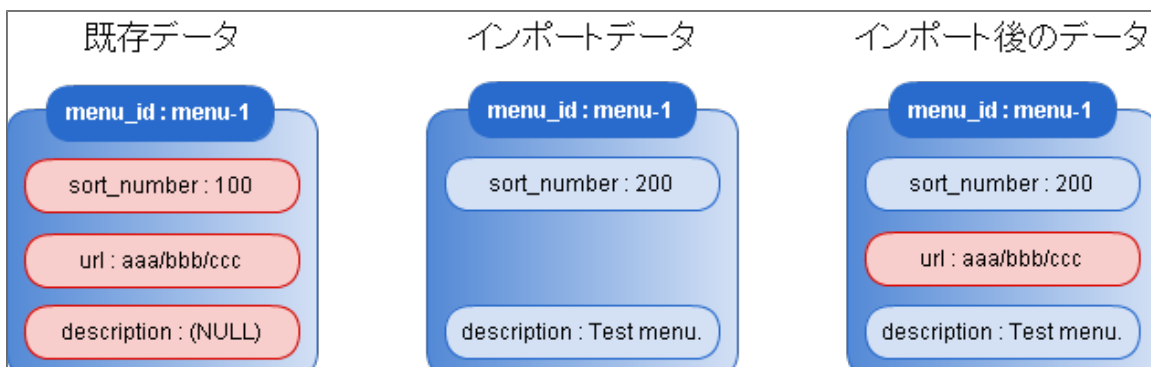 既存データ
インポートデータ
インポート後のデータ
menu_id : menu-1
menu_id : menu-1
menu_id : menu-1
sort_number : 100
sort_number : 200
sort_number : 200
url : aaa/bbb/ccc
url : aaa/bbb/ccc
description : (NULL)
description : Test menu.
description : Test menu.